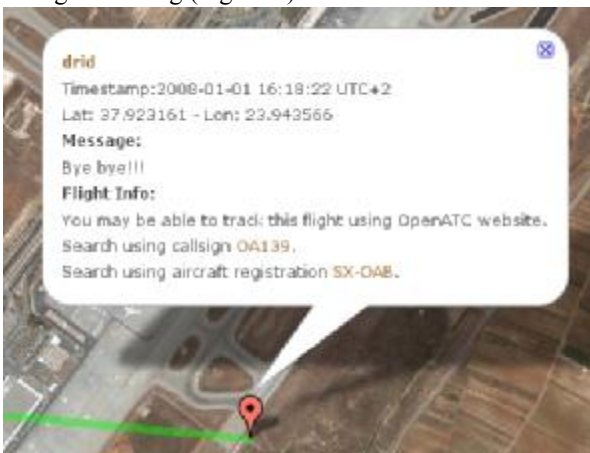 drid
Timestamp:2008-01-01 16:18:22 UTC+2
Lat: 37.923161 - Lon: 23.943566
Message:
Bye bye!!!
Flight Info:
You may be able to track this flight using OpenATC website.
Search using callsign OA139.
Search using aircraft registration SX-OAB.